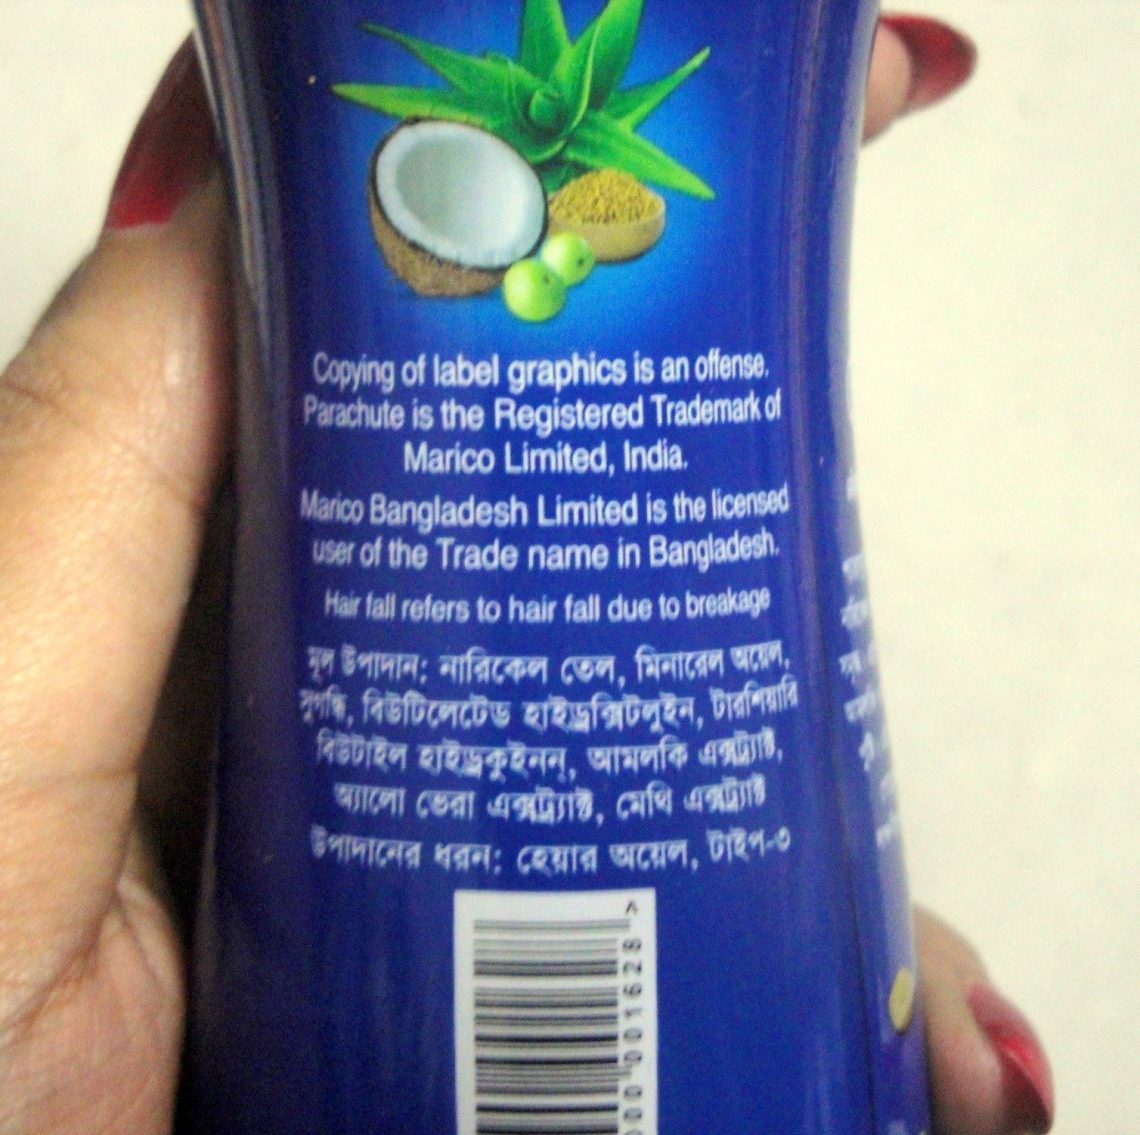 Copying of label graphics is an offense.
Parachute is the Registered Trademark of
Marico Limited, India.
Marico Bangladesh Limited is the licensed
user of the Trade name in Bangladesh.
Hair fall refers to hair fall due to breakage
মূল উপাদান: নারিকেল তেল, মিনারেল অয়েল,
সুগন্ধি, বিউটিলেটেড হাইড্রক্সিটলুইন, টারশিয়ারি
বিউটাইল হাইড্রকুইনন, আমলকি এক্সট্র্যাক্ট,
অ্যালো ভেরা এক্সট্র্যাক্ট, মেথি এক্সট্র্যাক্ট
উপাদানের ধরন: হেয়ার অয়েল, টাইপ-৩
001628>